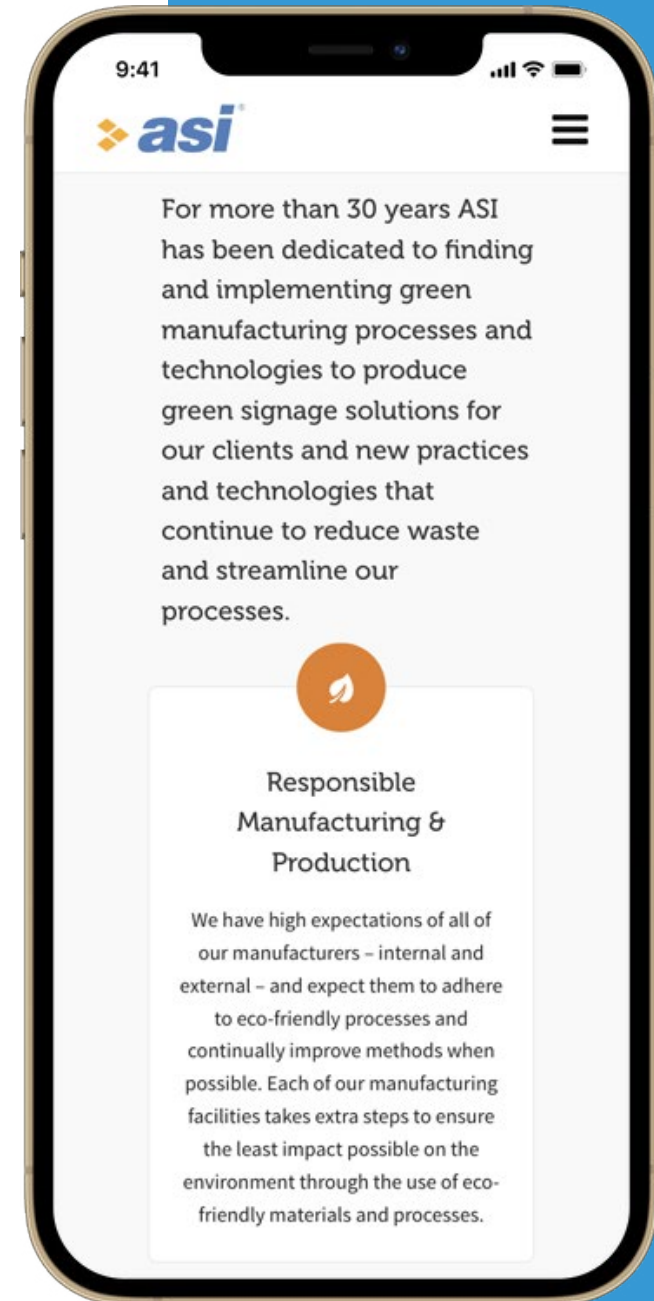 9:41
asi
For more than 30 years ASI
has been dedicated to finding
and implementing green
manufacturing processes and
technologies to produce
green signage solutions for
our clients and new practices
and technologies that
continue to reduce waste
and streamline our
processes.
Responsible
Manufacturing &
Production
We have high expectations of all of
our manufacturers – internal and
external – and expect them to adhere
to eco-friendly processes and
continually improve methods when
possible. Each of our manufacturing
facilities takes extra steps to ensure
the least impact possible on the
environment through the use of eco-
friendly materials and processes.